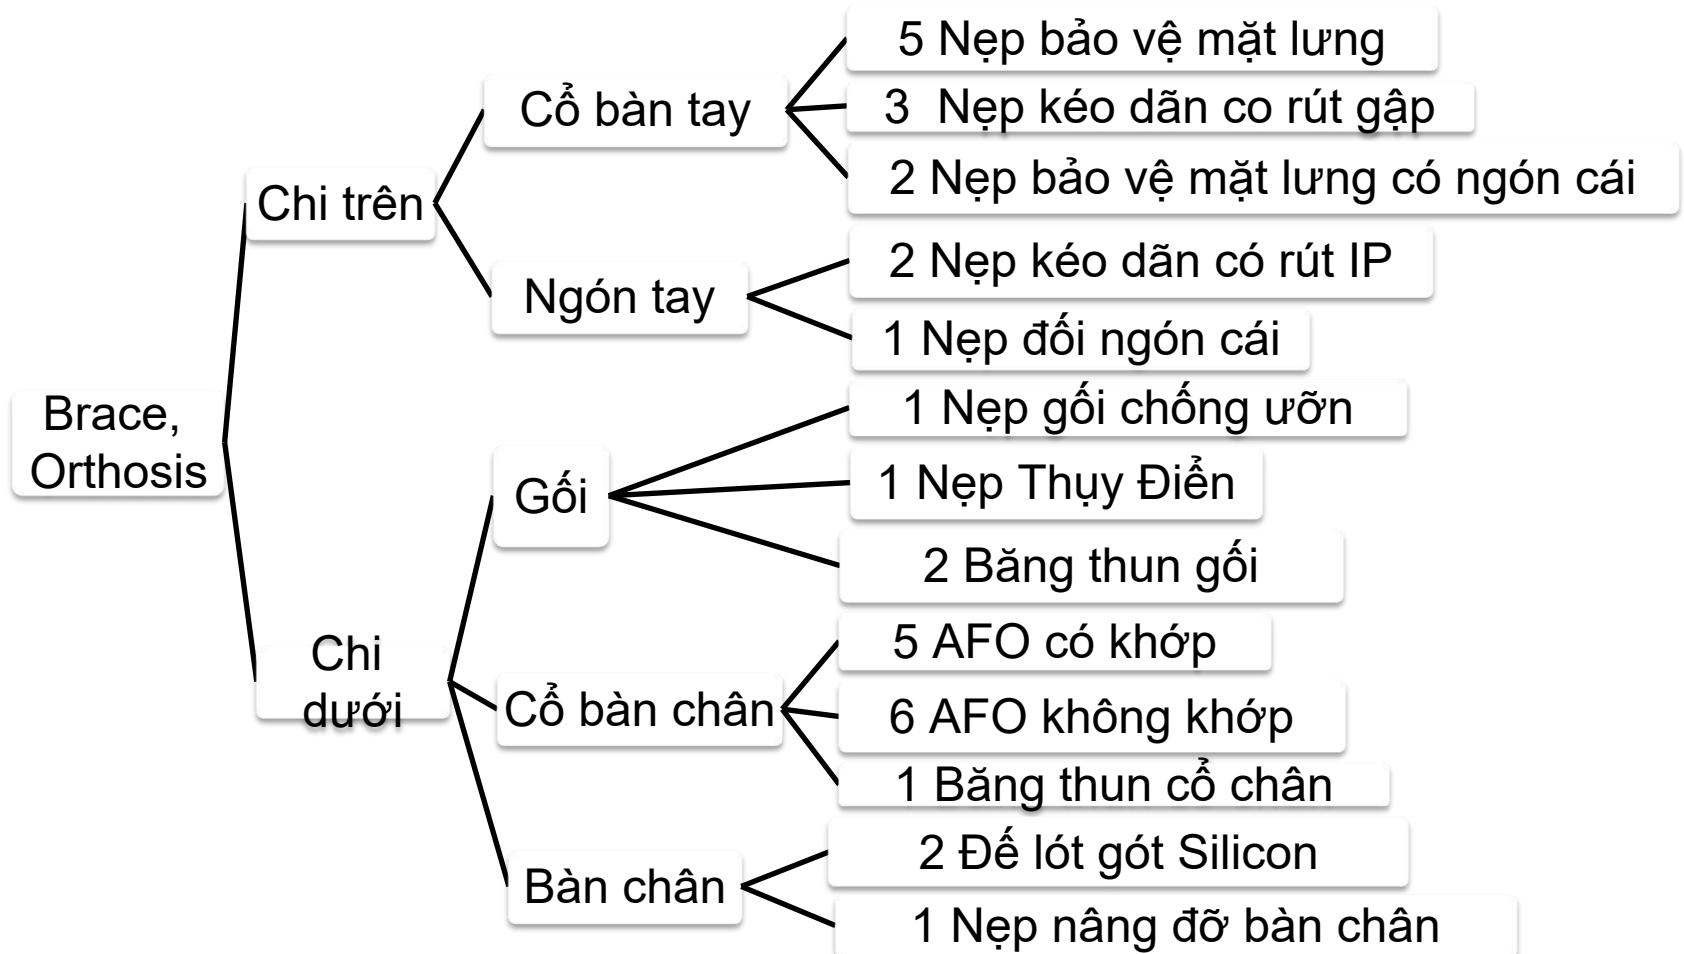 Brace,
Orthosis
Chi trên
Cổ bàn tay
5 Nẹp bảo vệ mặt lưng
3 Nẹp kéo dãn co rút gập
2 Nẹp bảo vệ mặt lưng có ngón cái
Ngón tay
2 Nẹp kéo dãn có rút IP
1 Nẹp đối ngón cái
Chi
dưới
Gối
1 Nẹp gối chống ưỡn
1 Nẹp Thụy Điển
2 Băng thun gối
Cổ bàn chân
5 AFO có khớp
6 AFO không khớp
1 Băng thun cổ chân
Bàn chân
2 Đế lót gót Silicon
1 Nẹp nâng đỡ bàn chân